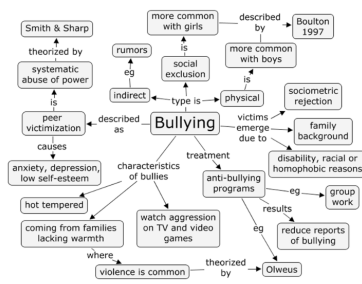 Smith & Sharp
theorized by
systematic
abuse of power
is
peer
victimization
causes
anxiety, depression,
low self-esteem
described
as
Bullying
type is
indirect
eg
rumors
social
exclusion
is
more common
with girls
described
by
Boulton
1997
more common
with boys
is
physical
victims
emerge
due to
sociometric
rejection
family
background
disability, racial or
homophobic reasons
treatment
anti-bullying
programs
eg
group
work
results
reduce reports
of bullying
eg
Olweus
characteristics
of bullies
hot tempered
coming from families
lacking warmth
where
violence is common
theorized
by
watch aggression
on TV and video
games